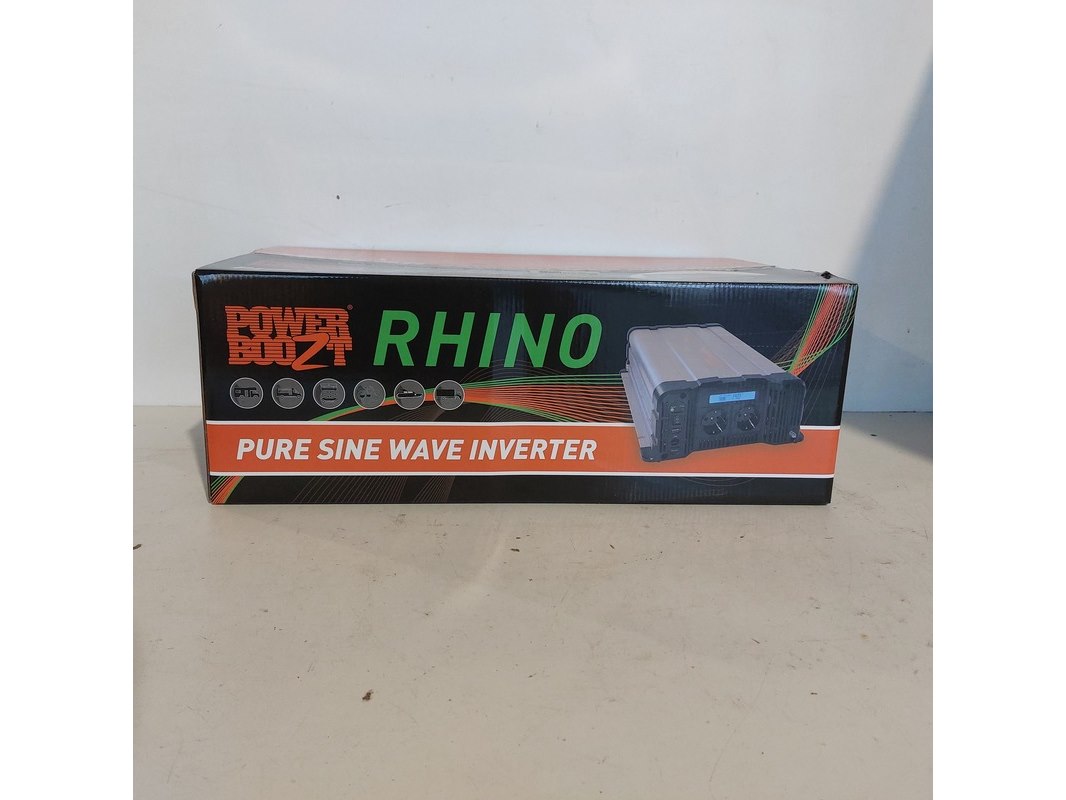 POWER®
BOOZT
RHINO
PURE SINE WAVE INVERTER